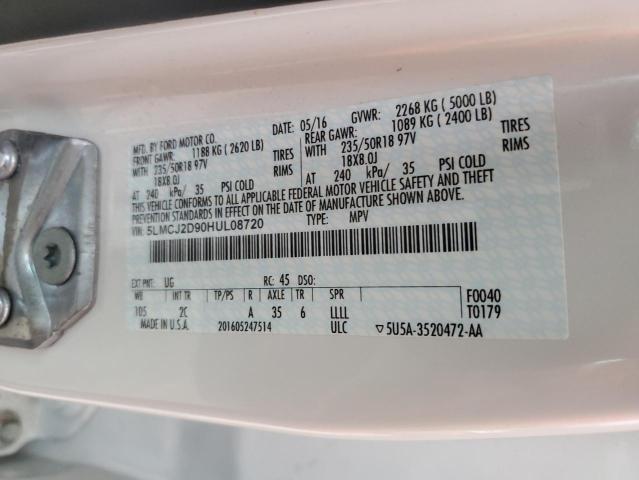 MFD. BY FORD MOTOR CO.
DATE: 05/16 GVWR: 2268 KG ( 5000 LB)
FRONT GAWR: 1188 KG ( 2620 LB) REAR GAWR: 1089 KG ( 2400 LB)
WITH 235/50R18 97V TIRES WITH 235/50R18 97V TIRES
18X8.0J RIMS 18X8.0J RIMS
AT 240 kPa/ 35 PSI COLD AT 240 kPa/ 35 PSI COLD
THIS VEHICLE CONFORMS TO ALL APPLICABLE FEDERAL MOTOR VEHICLE SAFETY AND THEFT
PREVENTION STANDARDS IN EFFECT ON THE DATE OF MANUFACTURE SHOWN ABOVE.
VIN: 5LMCJ2D90HUL08720 TYPE: MPV
EXT PNT: UG RC: 45 DSO:
WB INT TR TP/PS R AXLE TR SPR F0040
105 2C A 35 6 LLLL T0179
MADE IN U.S.A. 201605247514 ULC ▽5U5A-3520472-AA